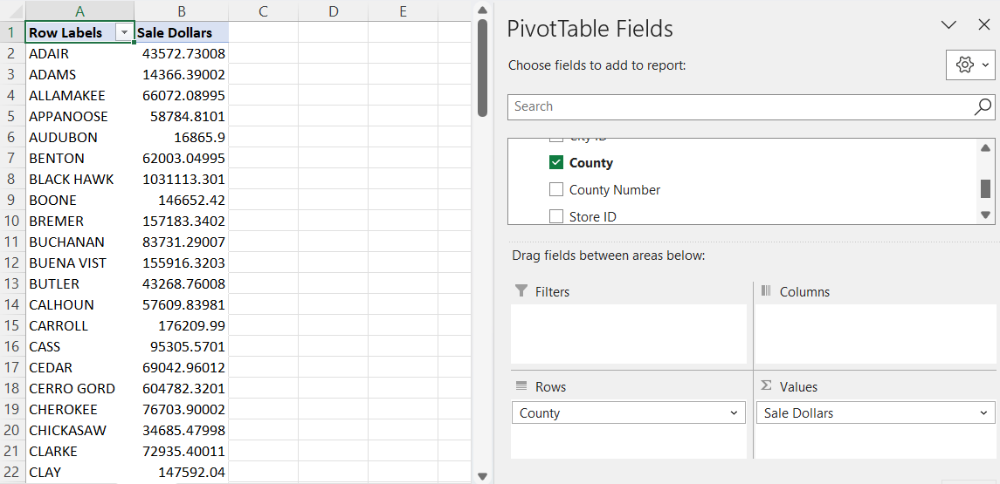 A B C D E
1 Row Labels Sale Dollars
2 ADAIR 43572.73008
3 ADAMS 14366.39002
4 ALLAMAKEE 66072.08995
5 APPANOOSE 58784.8101
6 AUDUBON 16865.9
7 BENTON 62003.04995
8 BLACK HAWK 1031113.301
9 BOONE 146652.42
10 BREMER 157183.3402
11 BUCHANAN 83731.29007
12 BUENA VIST 155916.3203
13 BUTLER 43268.76008
14 CALHOUN 57609.83981
15 CARROLL 176209.99
16 CASS 95305.5701
17 CEDAR 69042.96012
18 CERRO GORD 604782.3201
19 CHEROKEE 76703.90002
20 CHICKASAW 34685.47998
21 CLARKE 72935.40011
22 CLAY 147592.04
PivotTable Fields
Choose fields to add to report:
Search
City ID
County
County Number
Store ID
Drag fields between areas below:
Filters
Columns
Rows
Σ Values
County
Sale Dollars